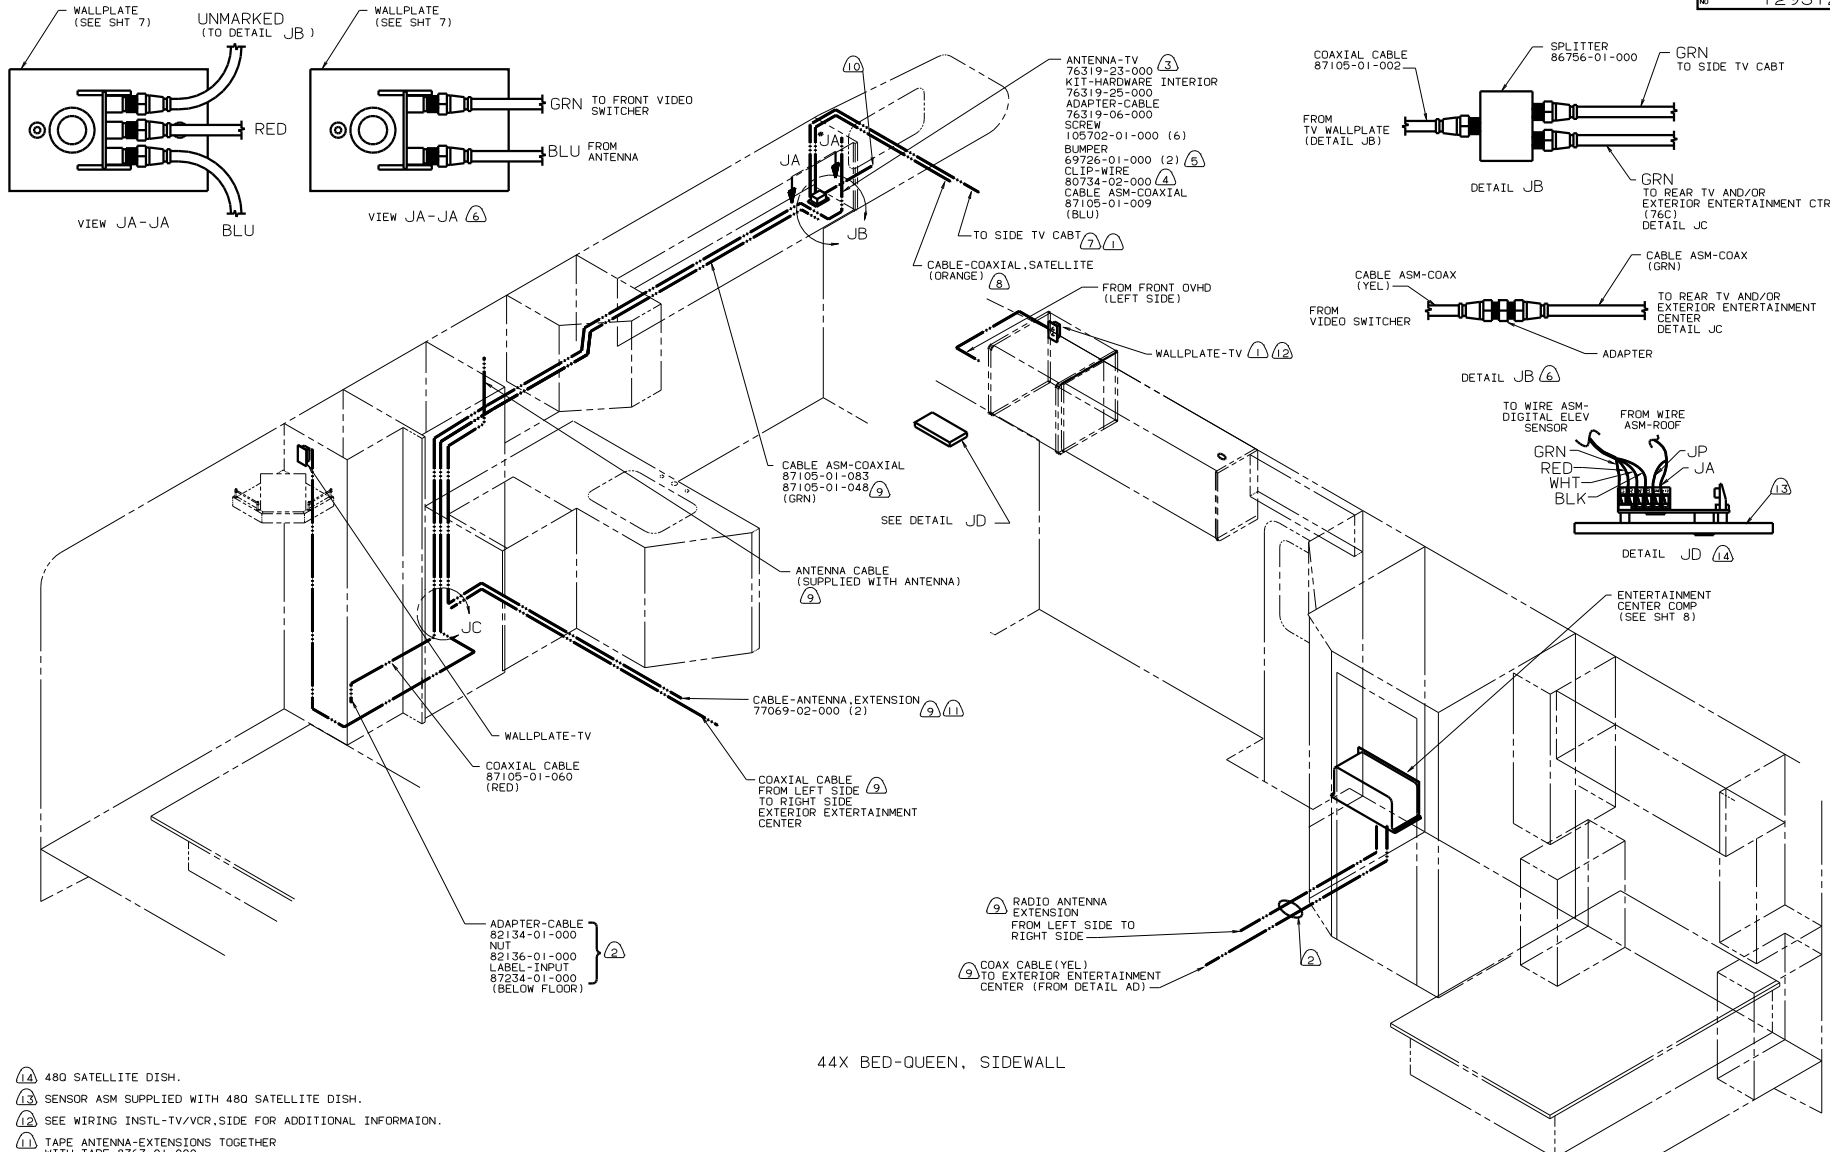 WALLPLATE
(SEE SHT 7)
UNMARKED
(TO DETAIL JB )
RED
BLU
VIEW JA-JA
WALLPLATE
(SEE SHT 7)
GRN TO FRONT VIDEO
SWITCHER
BLU FROM
ANTENNA
VIEW JA-JA 6
10
ANTENNA-TV
76319-23-000 3
KIT-HARDWARE INTERIOR
76319-25-000
ADAPTER-CABLE
76319-06-000
SCREW
105702-01-000 (6)
BUMPER
69726-01-000 (2) 5
CLIP-WIRE
80734-02-000 4
CABLE ASM-COAXIAL
87105-01-009
(BLU)
JA
JA
JB
TO SIDE TV CABT 7 1
CABLE-COAXIAL,SATELLITE
(ORANGE) 8
FROM FRONT OVHD
(LEFT SIDE)
WALLPLATE-TV 1 12
NO
COAXIAL CABLE
87105-01-002
SPLITTER
86756-01-000
GRN
TO SIDE TV CABT
FROM
TV WALLPLATE
(DETAIL JB)
DETAIL JB
GRN
TO REAR TV AND/OR
EXTERIOR ENTERTAINMENT CTR
(76C)
DETAIL JC
CABLE ASM-COAX
(YEL)
CABLE ASM-COAX
(GRN)
FROM
VIDEO SWITCHER
TO REAR TV AND/OR
EXTERIOR ENTERTAINMENT
CENTER
DETAIL JC
ADAPTER
DETAIL JB 6
TO WIRE ASM-
DIGITAL ELEV
SENSOR
FROM WIRE
ASM-ROOF
GRN
RED
WHT
BLK
JP
JA
13
DETAIL JD 14
CABLE ASM-COAXIAL
87105-01-083
87105-01-048 9
(GRN)
SEE DETAIL JD
ANTENNA CABLE
(SUPPLIED WITH ANTENNA)
9
JC
ENTERTAINMENT
CENTER COMP
(SEE SHT 8)
CABLE-ANTENNA,EXTENSION
77069-02-000 (2) 9 11
WALLPLATE-TV
COAXIAL CABLE
87105-01-060
(RED)
COAXIAL CABLE
FROM LEFT SIDE 9
TO RIGHT SIDE
EXTERIOR EXTERTAINMENT
CENTER
ADAPTER-CABLE
82134-01-000
NUT
82136-01-000
LABEL-INPUT
87234-01-000
(BELOW FLOOR)
2
9 RADIO ANTENNA
EXTENSION
FROM LEFT SIDE TO
RIGHT SIDE
9 COAX CABLE(YEL)
TO EXTERIOR ENTERTAINMENT
CENTER (FROM DETAIL AD)
2
44X BED-QUEEN, SIDEWALL
14 48Q SATELLITE DISH.
13 SENSOR ASM SUPPLIED WITH 48Q SATELLITE DISH.
12 SEE WIRING INSTL-TV/VCR,SIDE FOR ADDITIONAL INFORMAION.
11 TAPE ANTENNA-EXTENSIONS TOGETHER